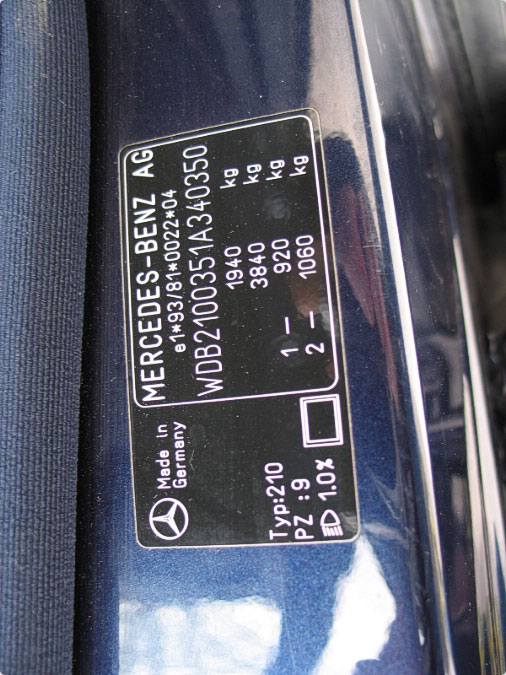 MERCEDES-BENZ AG
e1*93/81*0022*04
WDB2100351A340350
1940 kg
3840 kg
1 - 920 kg
2 - 1060 kg
Made in
Germany
Typ:210
PZ :9
1.0%